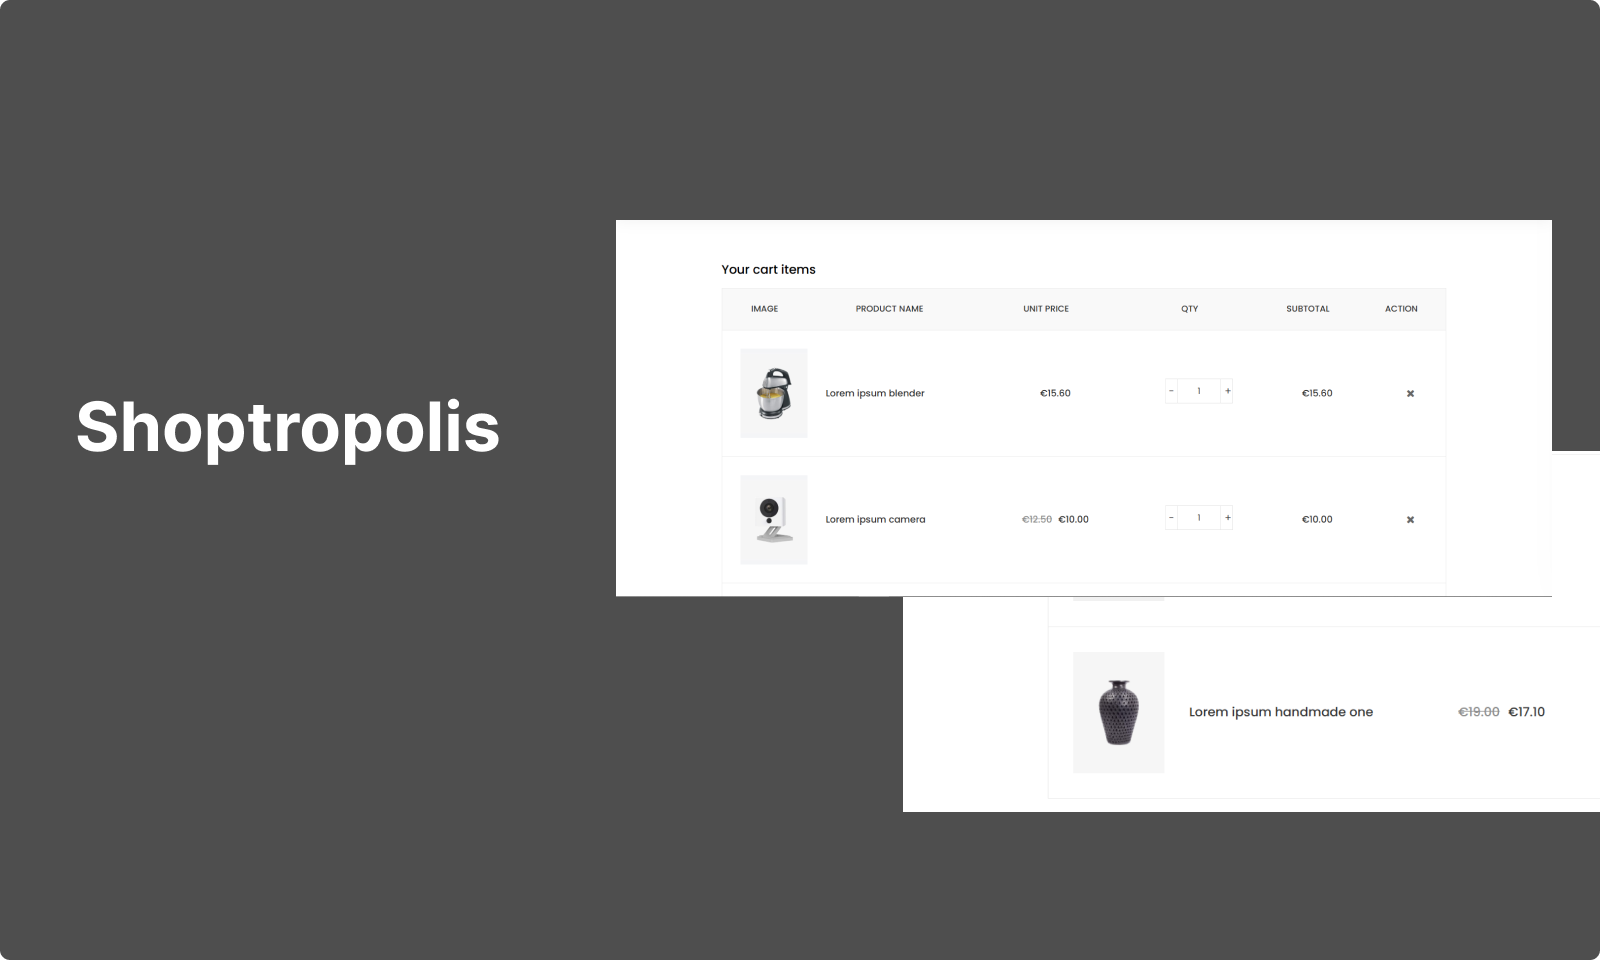 Shoptropolis
Your cart items
IMAGE PRODUCT NAME UNIT PRICE QTY SUBTOTAL ACTION
Lorem ipsum blender €15.60 - 1 + €15.60 ✖
Lorem ipsum camera €12.50 €10.00 - 1 + €10.00 ✖
Lorem ipsum handmade one €19.00 €17.10